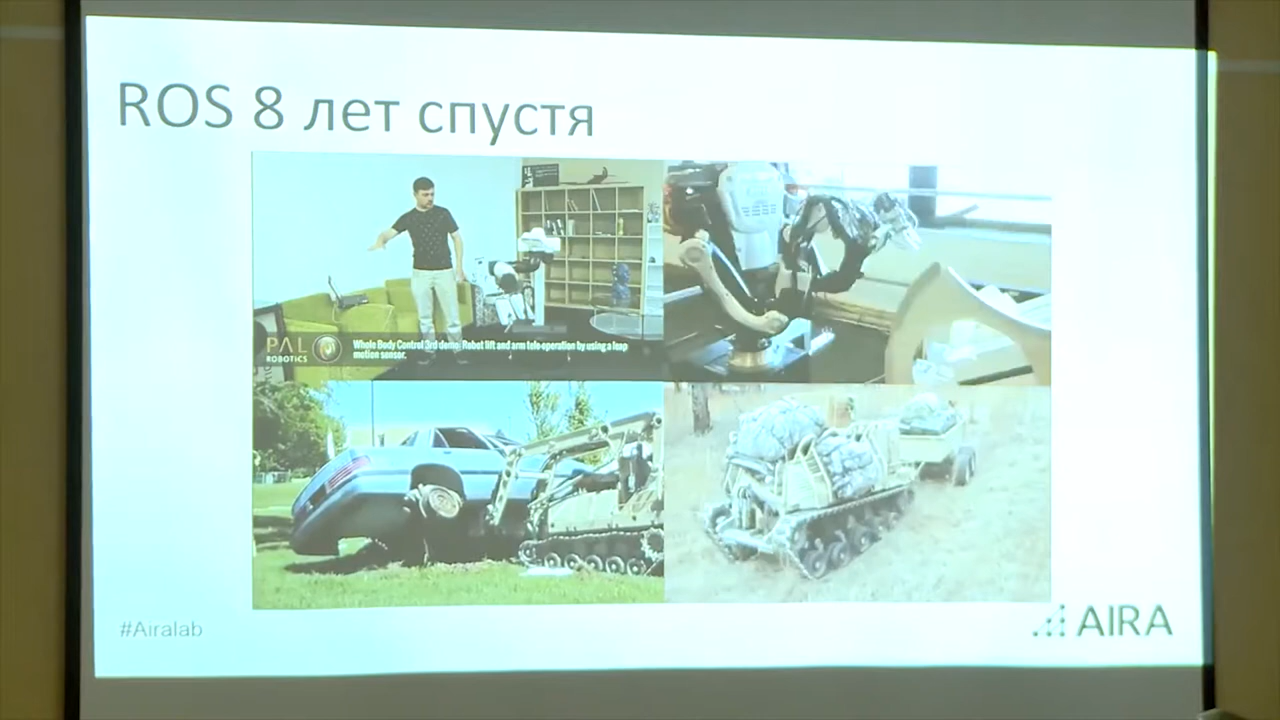 ROS 8 лет спустя
PAL
ROBOTICS
Whole Body Control 3rd demo: Robot lift and arm tele-operation by using a leap
motion sensor.
#Airalab
AIRA